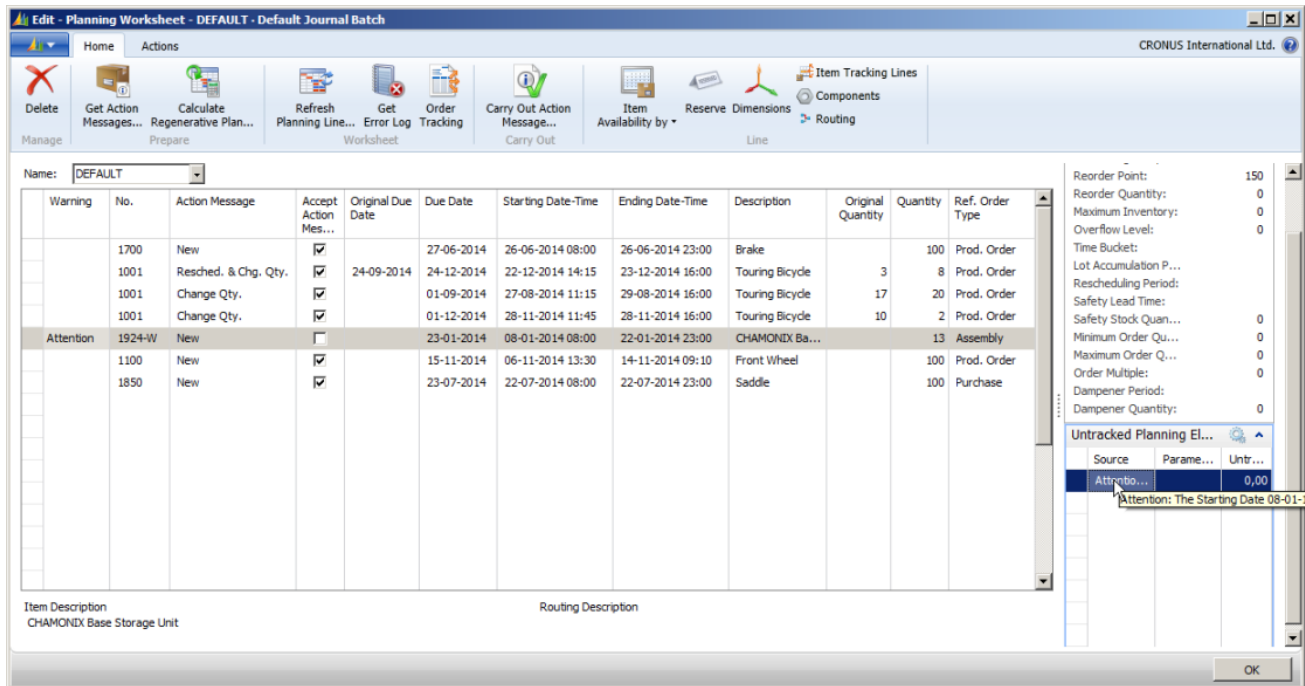 Edit - Planning Worksheet - DEFAULT - Default Journal Batch
Home Actions CRONUS International Ltd.
Delete
Get Action Messages...
Calculate Regenerative Plan...
Refresh Planning Line...
Get Error Log
Order Tracking
Carry Out Action Message...
Item Availability by
Reserve
Dimensions
Item Tracking Lines
Components
Routing
Manage Prepare Worksheet Carry Out Line
Name: DEFAULT
Warning No. Action Message Accept Action Mes... Original Due Date Due Date Starting Date-Time Ending Date-Time Description Original Quantity Quantity Ref. Order Type
1700 New 27-06-2014 26-06-2014 08:00 26-06-2014 23:00 Brake 100 Prod. Order
1001 Resched. & Chg. Qty. 24-09-2014 24-12-2014 22-12-2014 14:15 23-12-2014 16:00 Touring Bicycle 3 8 Prod. Order
1001 Change Qty. 01-09-2014 27-08-2014 11:15 29-08-2014 16:00 Touring Bicycle 17 20 Prod. Order
1001 Change Qty. 01-12-2014 28-11-2014 11:45 28-11-2014 16:00 Touring Bicycle 10 2 Prod. Order
Attention 1924-W New 23-01-2014 08-01-2014 08:00 22-01-2014 23:00 CHAMONIX Ba... 13 Assembly
1100 New 15-11-2014 06-11-2014 13:30 14-11-2014 09:10 Front Wheel 100 Prod. Order
1850 New 23-07-2014 22-07-2014 08:00 22-07-2014 23:00 Saddle 100 Purchase
Item Description Routing Description
CHAMONIX Base Storage Unit
Reorder Point: 150
Reorder Quantity: 0
Maximum Inventory: 0
Overflow Level: 0
Time Bucket:
Lot Accumulation P...
Rescheduling Period:
Safety Lead Time:
Safety Stock Quan... 0
Minimum Order Qu... 0
Maximum Order Q... 0
Order Multiple: 0
Dampener Period:
Dampener Quantity: 0
Untracked Planning El...
Source Parame... Untr...
Attentio... 0,00
Attention: The Starting Date 08-01-1
OK